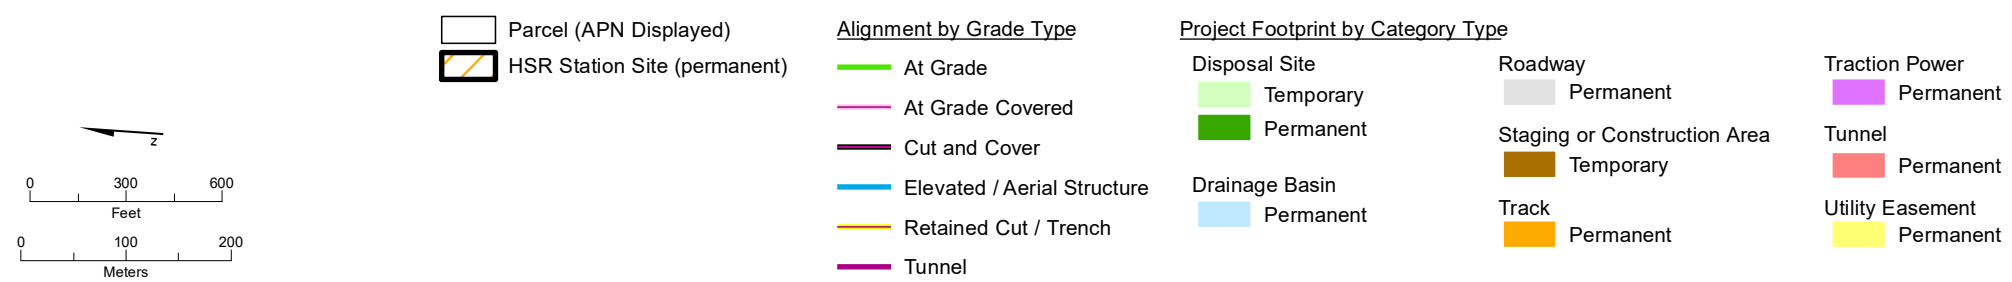 Parcel (APN Displayed)
HSR Station Site (permanent)
z
0 300 600
Feet
0 100 200
Meters
Alignment by Grade Type
At Grade
At Grade Covered
Cut and Cover
Elevated / Aerial Structure
Retained Cut / Trench
Tunnel
Project Footprint by Category Type
Disposal Site
Temporary
Permanent
Drainage Basin
Permanent
Roadway
Permanent
Staging or Construction Area
Temporary
Track
Permanent
Traction Power
Permanent
Tunnel
Permanent
Utility Easement
Permanent